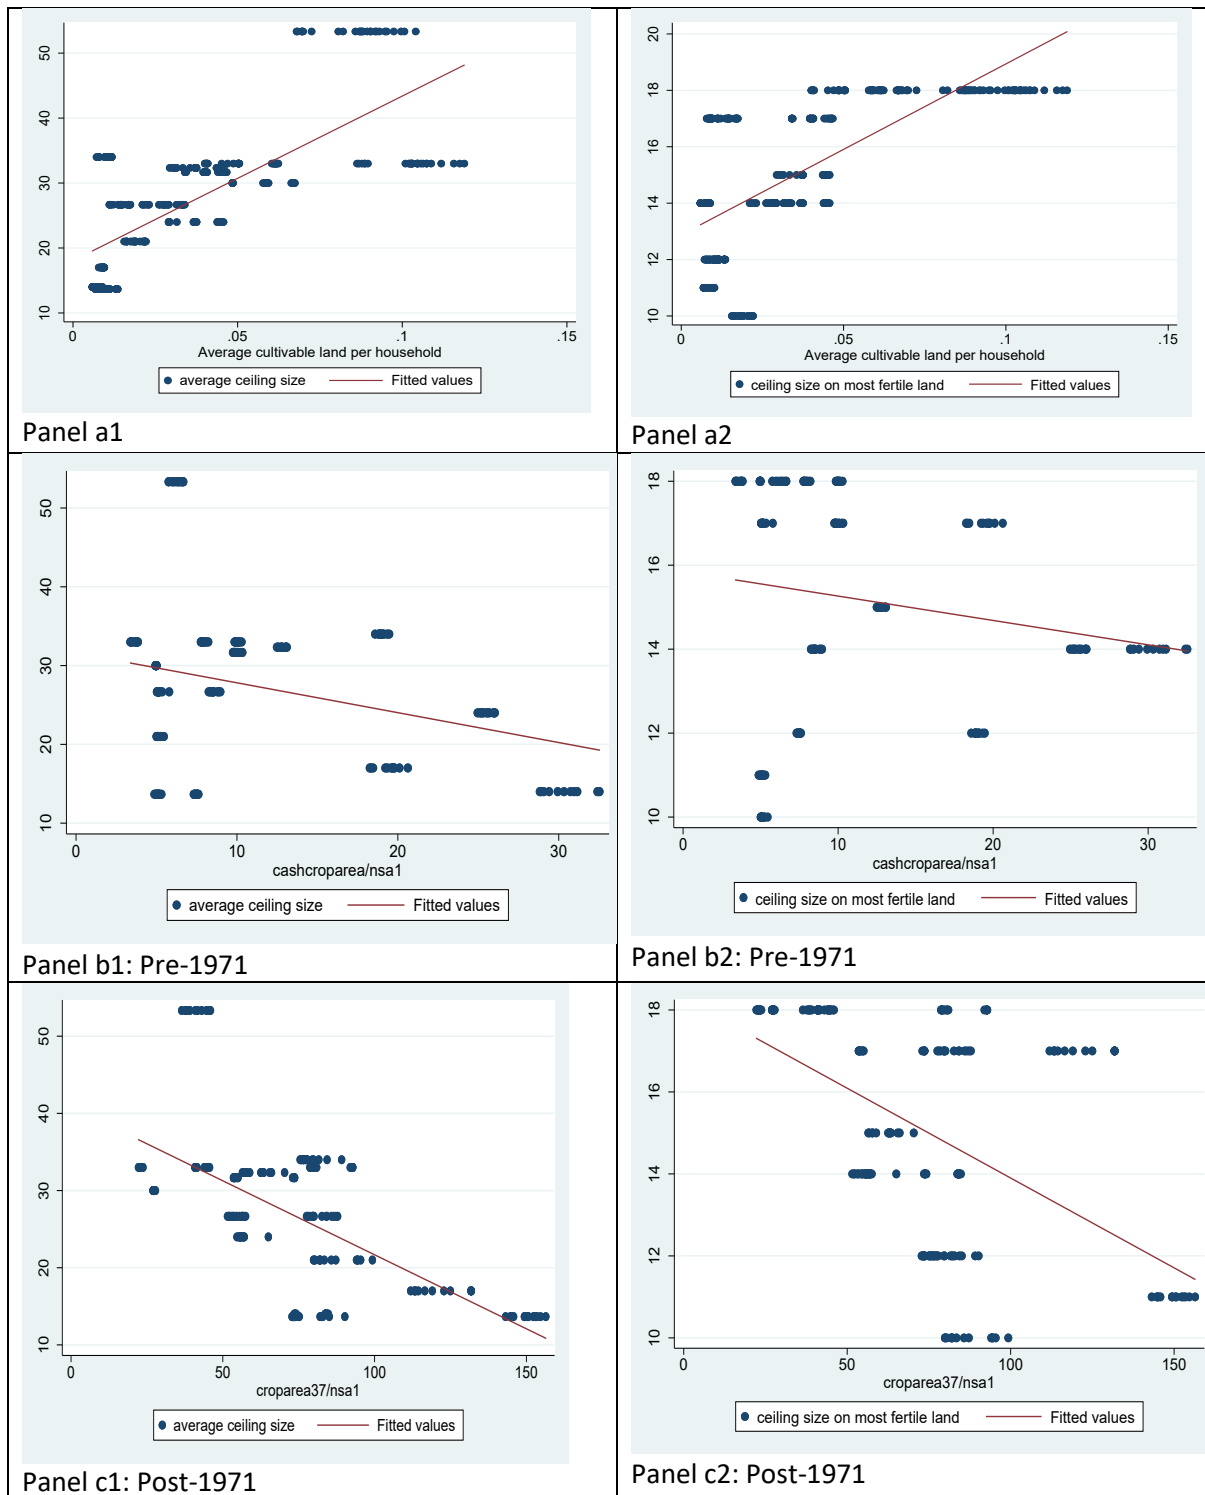 50
40
30
20
10
0
.05
.1
.15
Average cultivable land per household
average ceiling size
Fitted values
Panel a1
20
18
16
14
12
10
0
.05
.1
.15
Average cultivable land per household
ceiling size on most fertile land
Fitted values
Panel a2
50
40
30
20
10
0
10
20
30
cashcroparea/nsa1
average ceiling size
Fitted values
Panel b1: Pre-1971
18
16
14
12
10
0
10
20
30
cashcroparea/nsa1
ceiling size on most fertile land
Fitted values
Panel b2: Pre-1971
50
40
30
20
10
0
50
100
150
croparea37/nsa1
average ceiling size
Fitted values
Panel c1: Post-1971
18
16
14
12
10
0
50
100
150
croparea37/nsa1
ceiling size on most fertile land
Fitted values
Panel c2: Post-1971